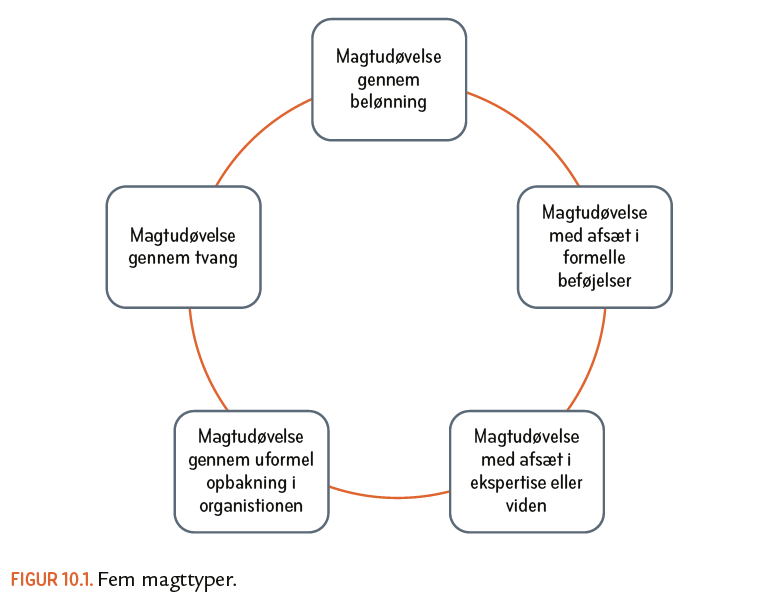 Magtudøvelse
gennem
belønning
Magtudøvelse
med afsæt i
formelle
beføjelser
Magtudøvelse
med afsæt i
ekspertise eller
viden
Magtudøvelse
gennem uformel
opbakning i
organistionen
Magtudøvelse
gennem tvang
FIGUR 10.1. Fem magttyper.